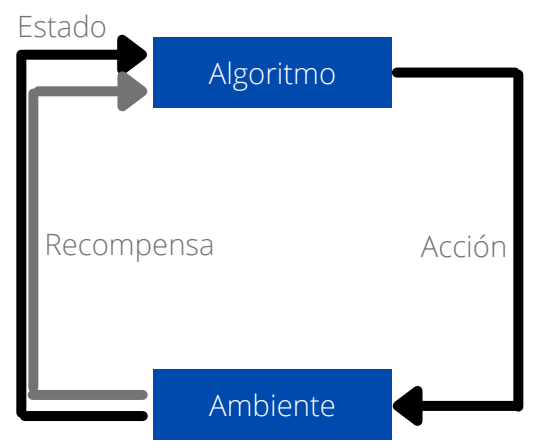 Estado
Algoritmo
Recompensa
Acción
Ambiente